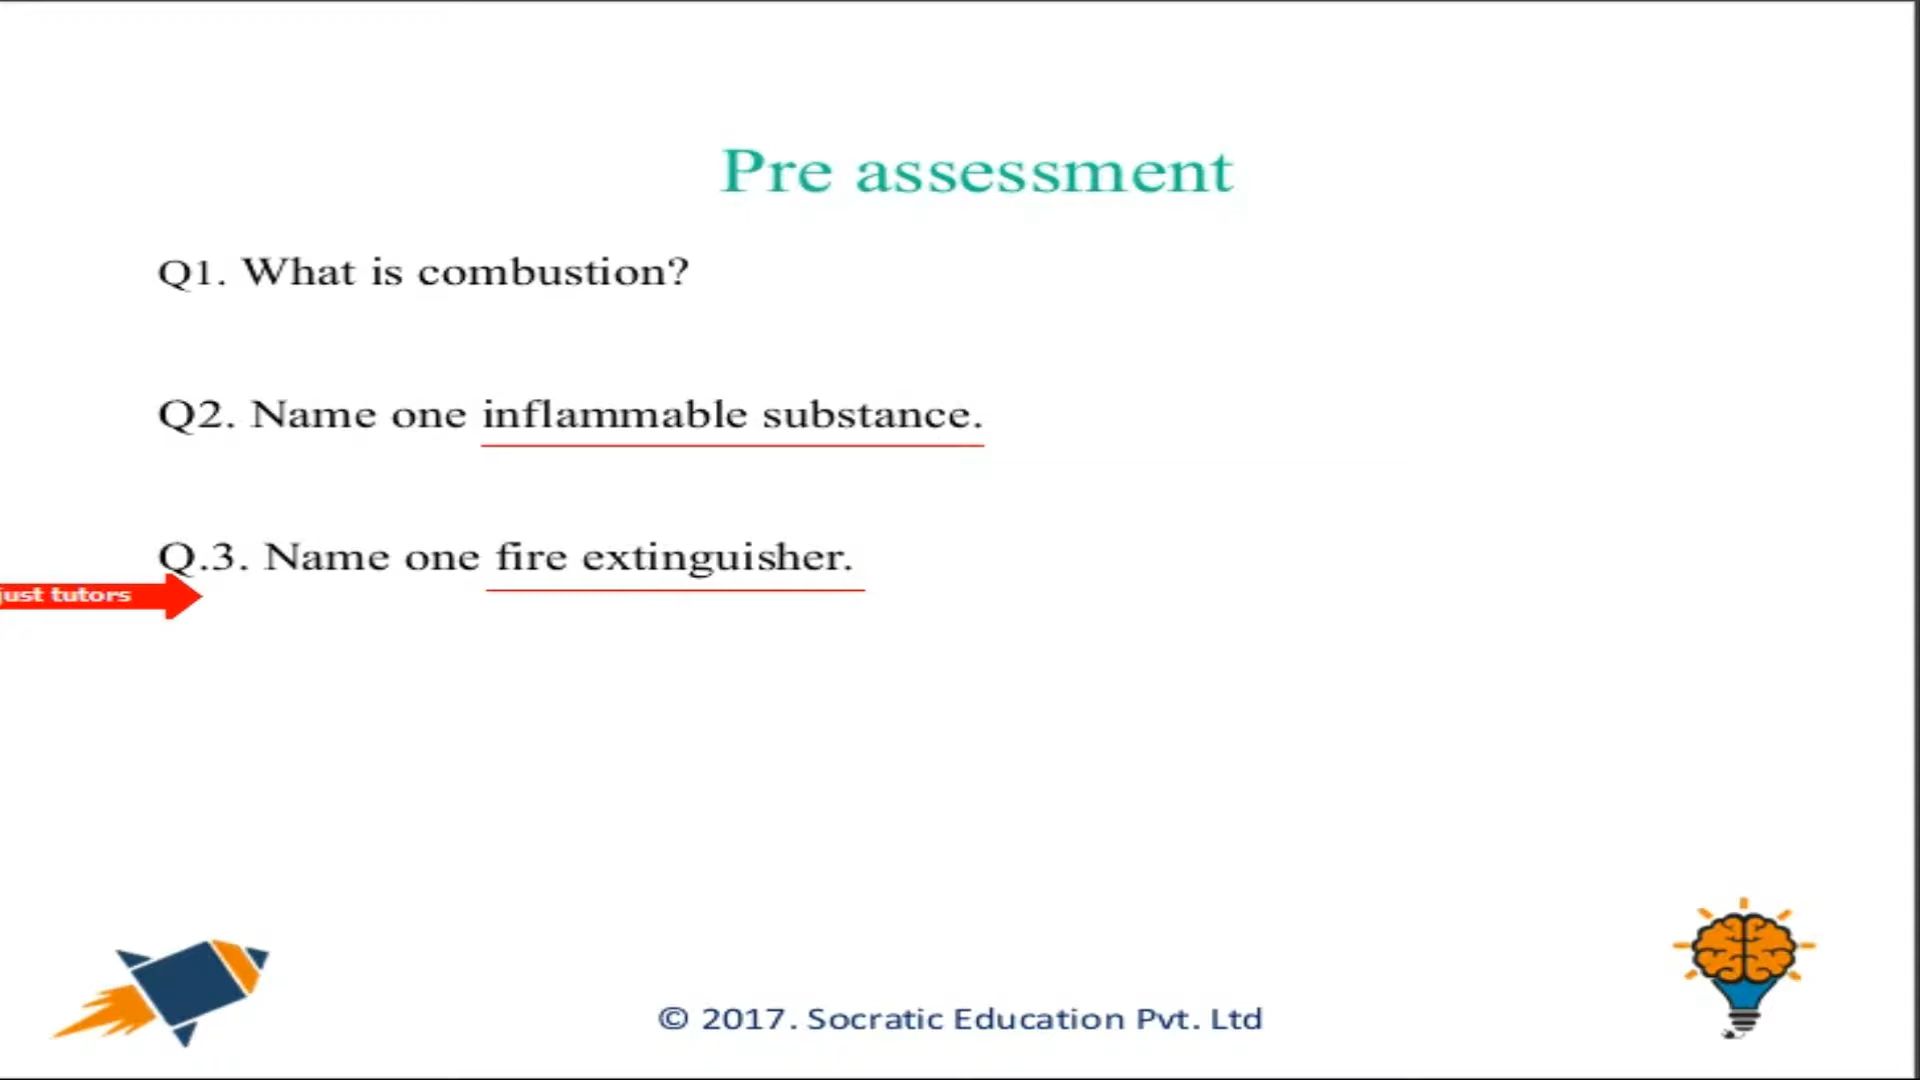 Pre assessment
Q1. What is combustion?
Q2. Name one inflammable substance.
Q.3. Name one fire extinguisher.
just tutors
© 2017. Socratic Education Pvt. Ltd